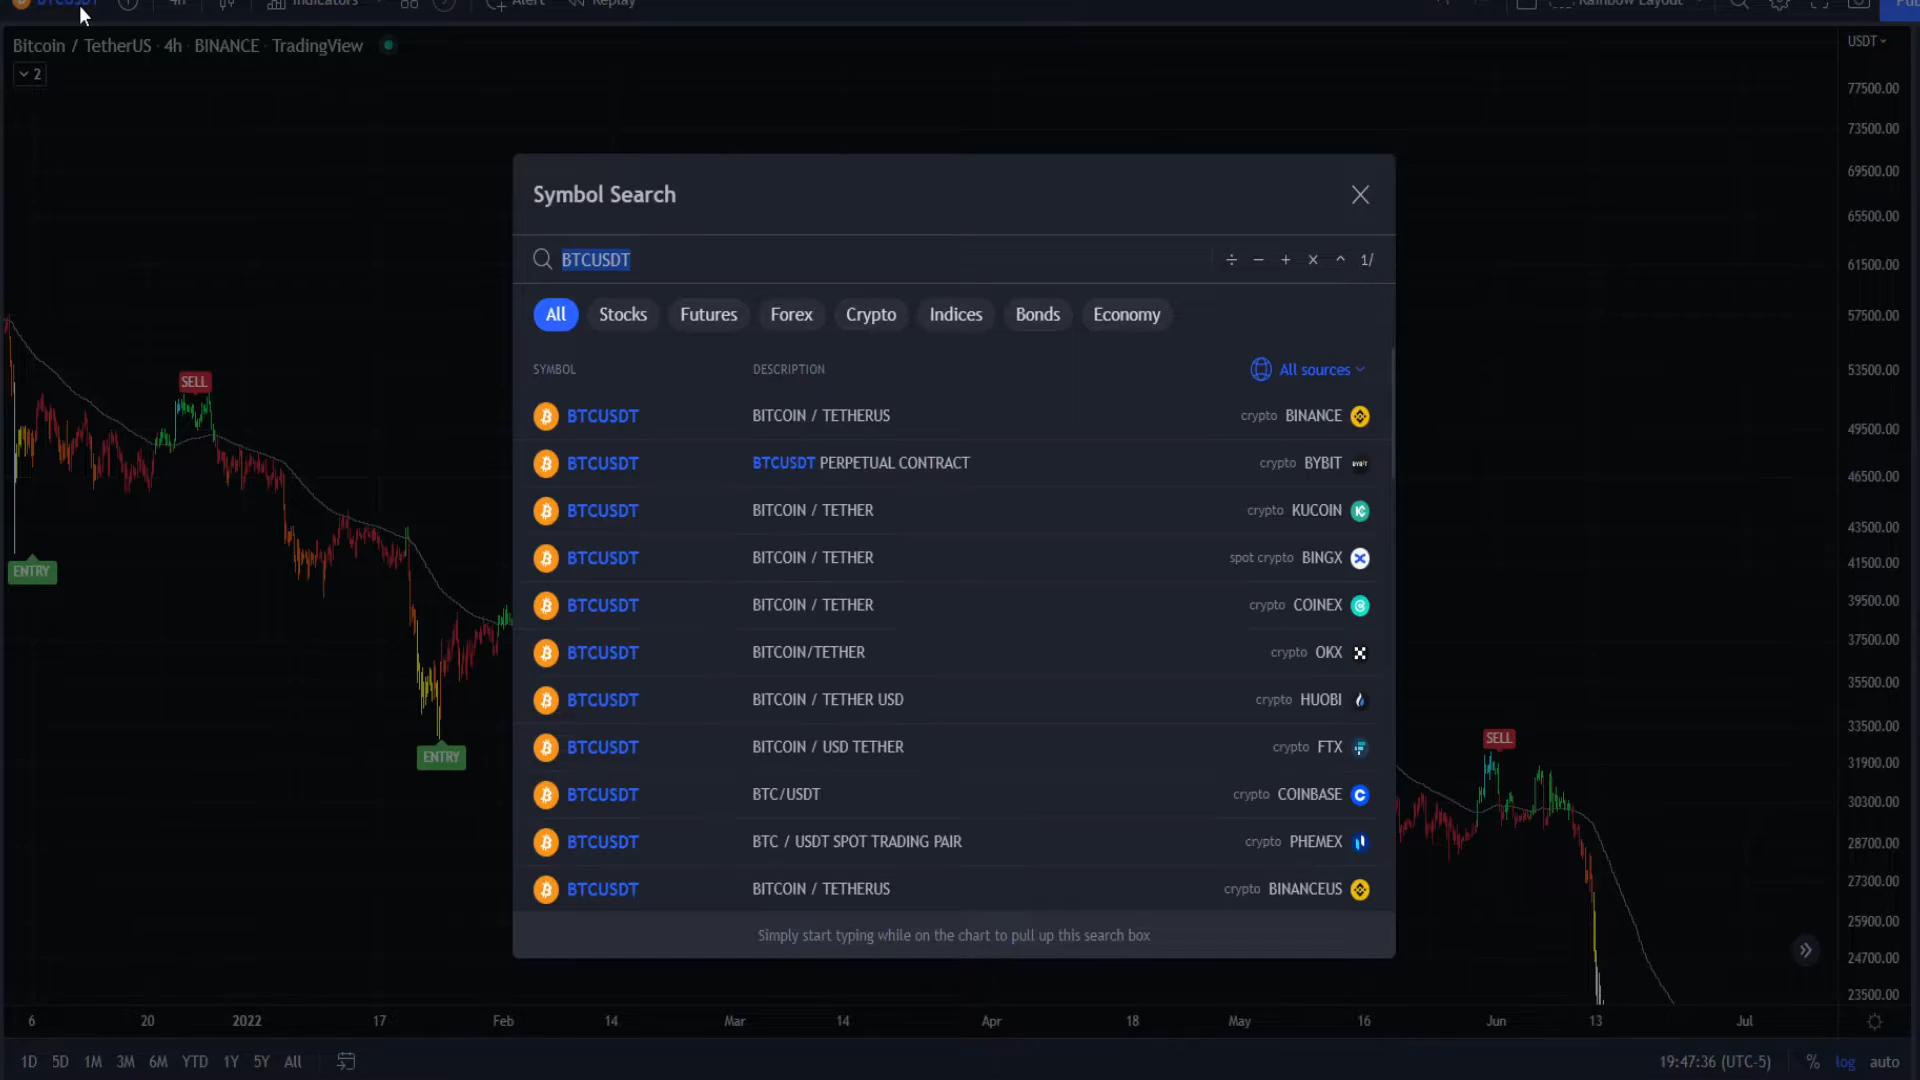 BTCUSDT 4h Indicators Alert Replay Rainbow Layout
Bitcoin / TetherUS · 4h · BINANCE · TradingView
USDT
2
77500.00
73500.00
69500.00
65500.00
61500.00
57500.00
53500.00
49500.00
46500.00
43500.00
41500.00
39500.00
37500.00
35500.00
33500.00
31900.00
30300.00
28700.00
27300.00
25900.00
24700.00
23500.00
SELL
ENTRY
ENTRY
SELL
Symbol Search
BTCUSDT ÷ − + × ^ 1/
All Stocks Futures Forex Crypto Indices Bonds Economy
SYMBOL DESCRIPTION All sources
BTCUSDT BITCOIN / TETHERUS crypto BINANCE
BTCUSDT BTCUSDT PERPETUAL CONTRACT crypto BYBIT
BTCUSDT BITCOIN / TETHER crypto KUCOIN
BTCUSDT BITCOIN / TETHER spot crypto BINGX
BTCUSDT BITCOIN / TETHER crypto COINEX
BTCUSDT BITCOIN/TETHER crypto OKX
BTCUSDT BITCOIN / TETHER USD crypto HUOBI
BTCUSDT BITCOIN / USD TETHER crypto FTX
BTCUSDT BTC/USDT crypto COINBASE
BTCUSDT BTC / USDT SPOT TRADING PAIR crypto PHEMEX
BTCUSDT BITCOIN / TETHERUS crypto BINANCEUS
Simply start typing while on the chart to pull up this search box
6 20 2022 17 Feb 14 Mar 14 Apr 18 May 16 Jun 13 Jul
1D 5D 1M 3M 6M YTD 1Y 5Y All 19:47:36 (UTC-5) % log auto